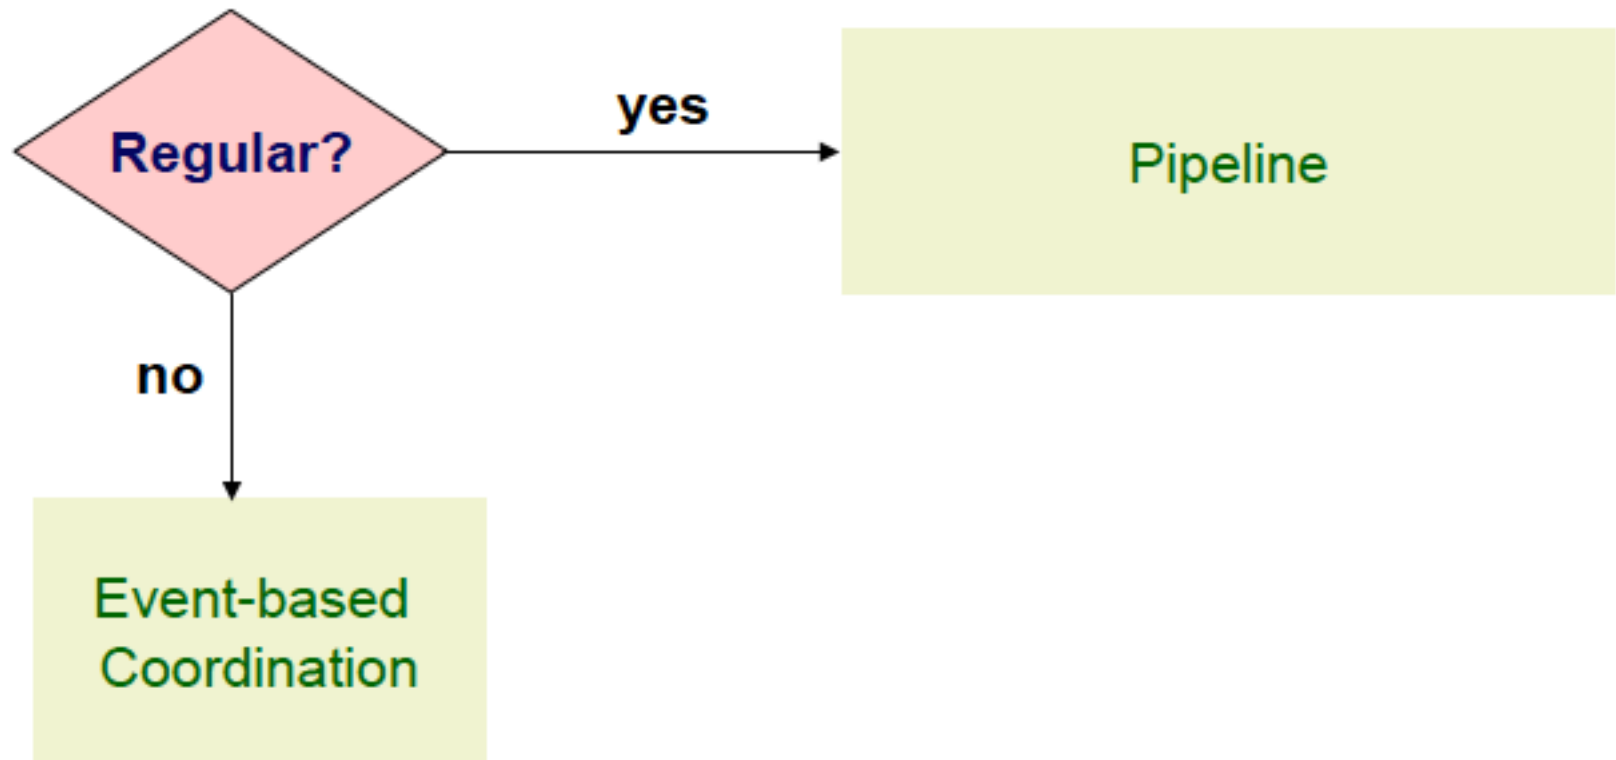 Regular?
yes
Pipeline
no
Event-based
Coordination